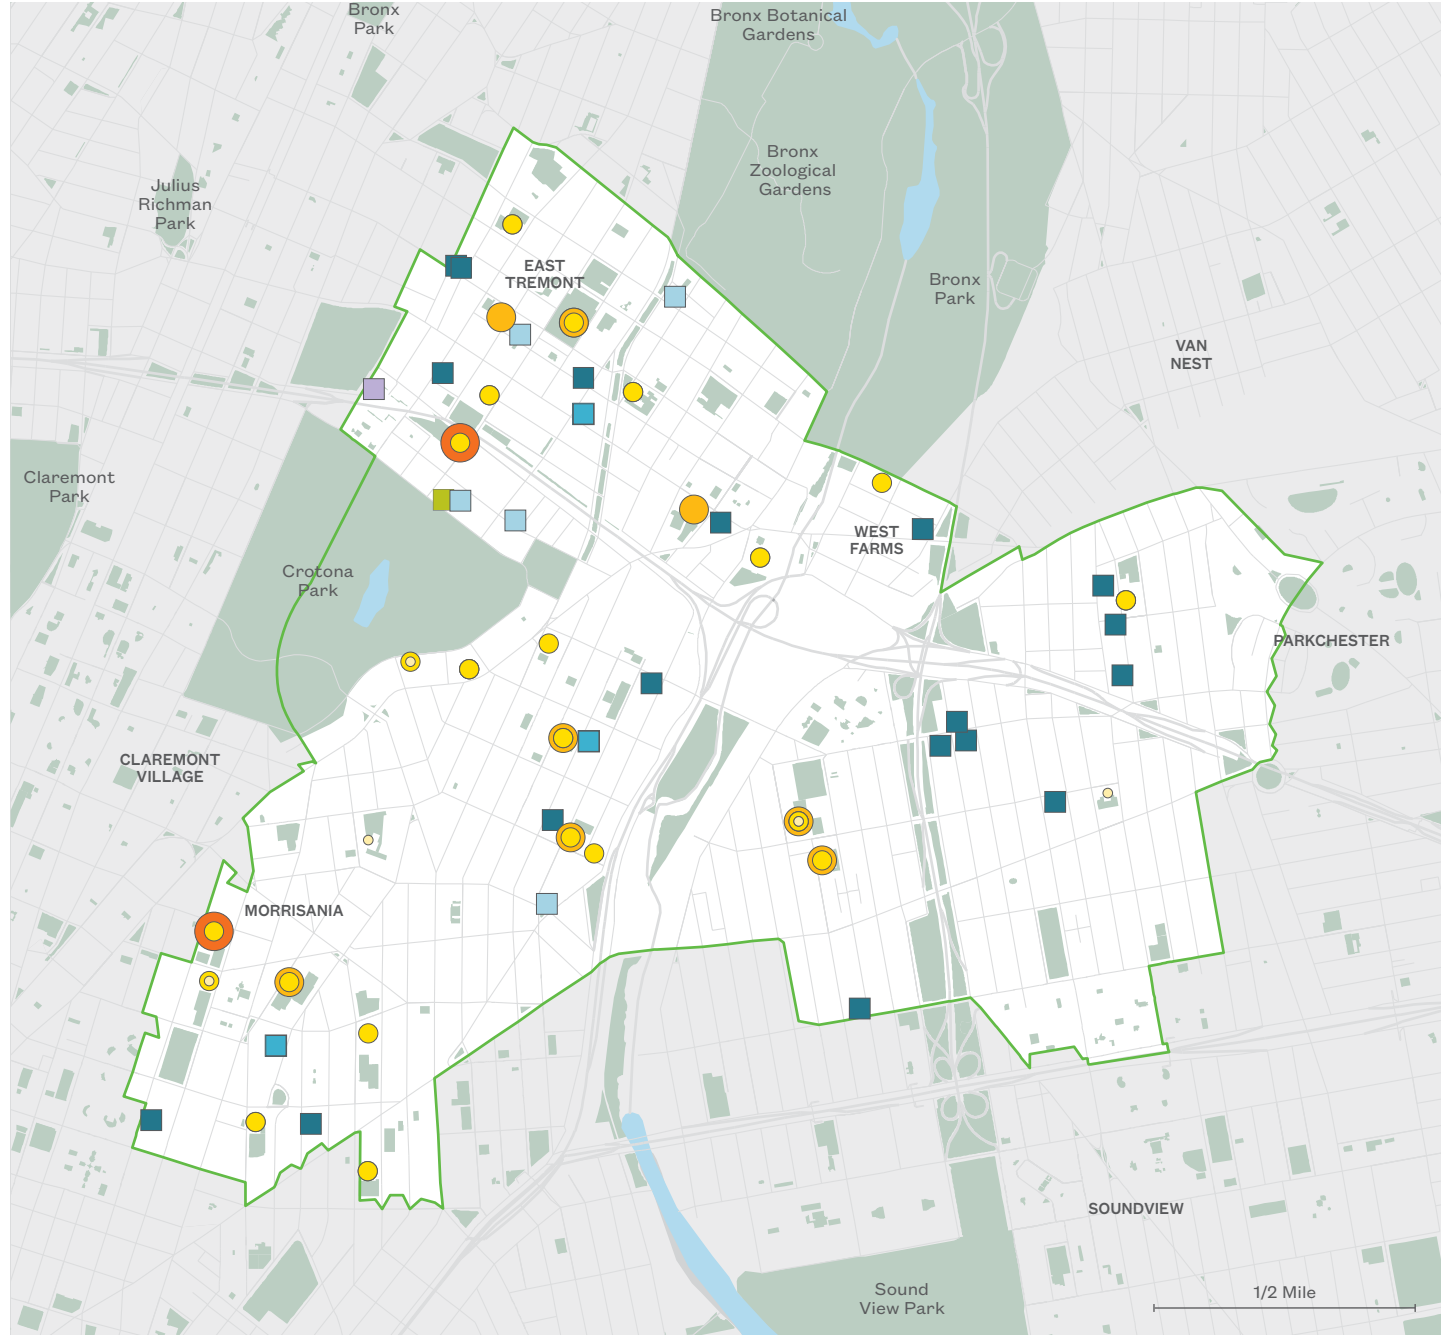 Bronx
Park
Bronx Botanical
Gardens
Bronx
Zoological
Gardens
Julius
Richman
Park
EAST
TREMONT
Bronx
Park
VAN
NEST
Claremont
Park
WEST
FARMS
Crotona
Park
PARKCHESTER
CLAREMONT
VILLAGE
MORRISANIA
SOUNDVIEW
Sound
View Park
1/2 Mile